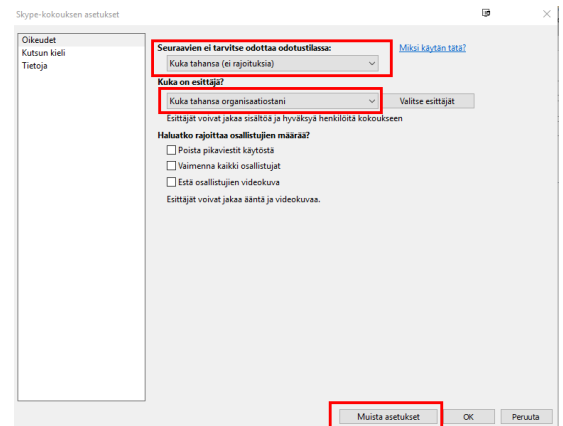 Skype-kokouksen asetukset
Oikeudet
Kutsun kieli
Tietoja
Seuraavien ei tarvitse odottaa odotustilassa:
Miksi käytän tätä?
Kuka tahansa (ei rajoituksia)
Kuka on esittäjä?
Kuka tahansa organisaatiostani
Valitse esittäjät
Esittäjät voivat jakaa sisältöä ja hyväksyä henkilöitä kokoukseen
Haluatko rajoittaa osallistujien määrää?
Poista pikaviestit käytöstä
Vaimenna kaikki osallistujat
Estä osallistujien videokuva
Esittäjät voivat jakaa ääntä ja videokuvaa.
Muista asetukset
OK
Peruuta